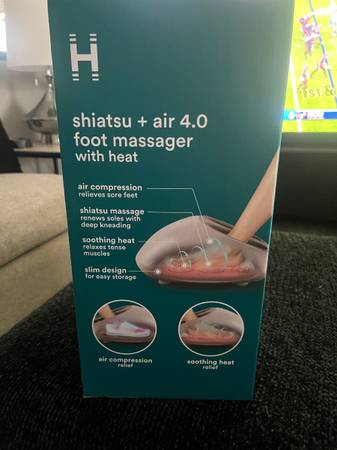 H
shiatsu + air 4.0
foot massager
with heat
air compression
relieves sore feet
shiatsu massage
renews soles with
deep kneading
soothing heat
relaxes tense
muscles
slim design
for easy storage
air compression
relief
soothing heat
relief
1st &